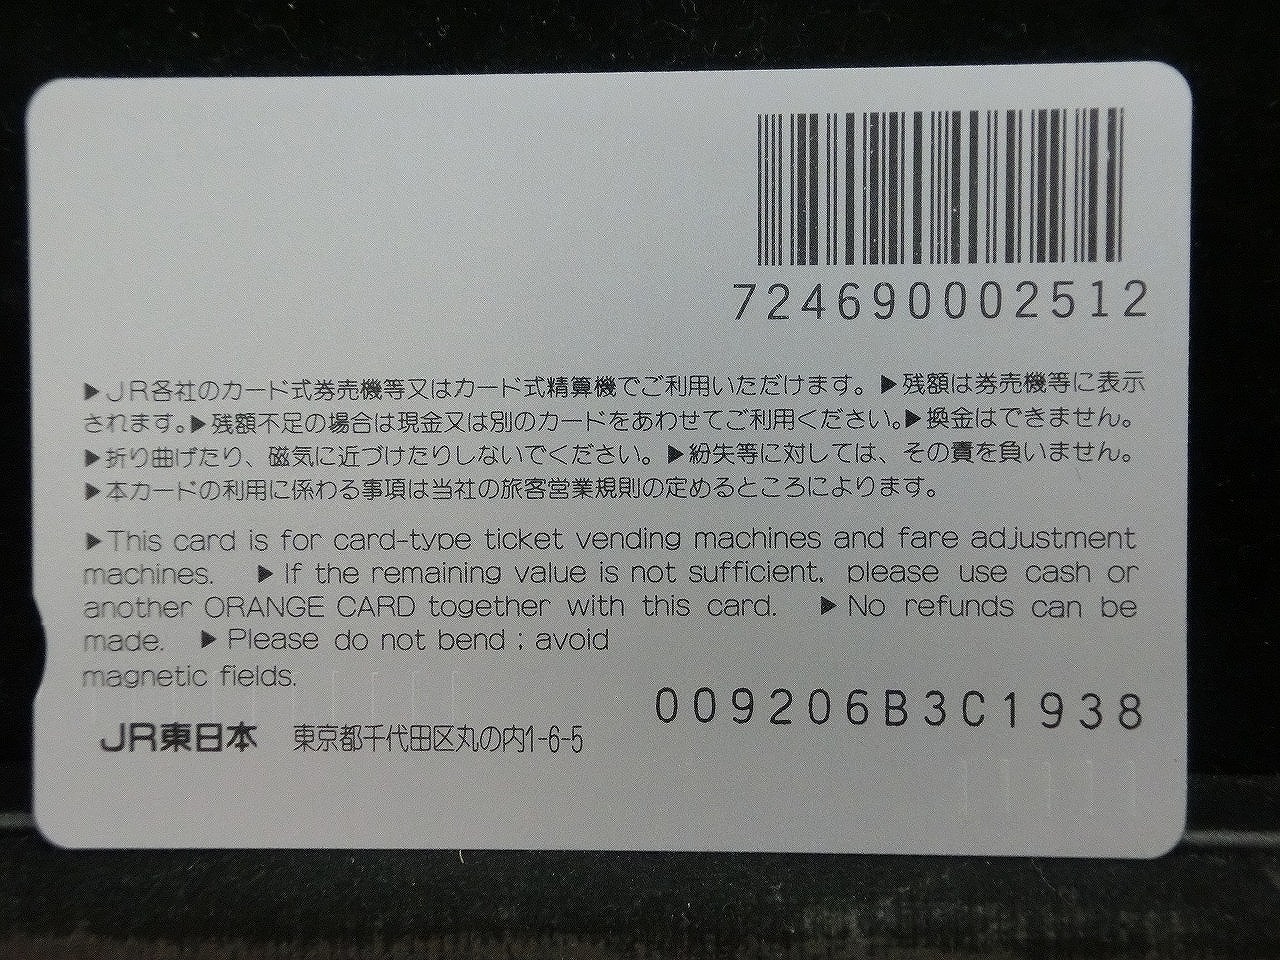 724690002512
▶JR各社のカード式券売機等又はカード式精算機でご利用いただけます。▶残額は券売機等に表示
されます。▶残額不足の場合は現金又は別のカードをあわせてご利用ください。▶換金はできません。
▶折り曲げたり、磁気に近づけたりしないでください。▶紛失等に対しては、その責を負いません。
▶本カードの利用に係わる事項は当社の旅客営業規則の定めるところによります。
▶This card is for card-type ticket vending machines and fare adjustment
machines. ▶If the remaining value is not sufficient, please use cash or
another ORANGE CARD together with this card. ▶No refunds can be
made. ▶Please do not bend ; avoid
magnetic fields.
009206B3C1938
JR東日本 東京都千代田区丸の内1-6-5